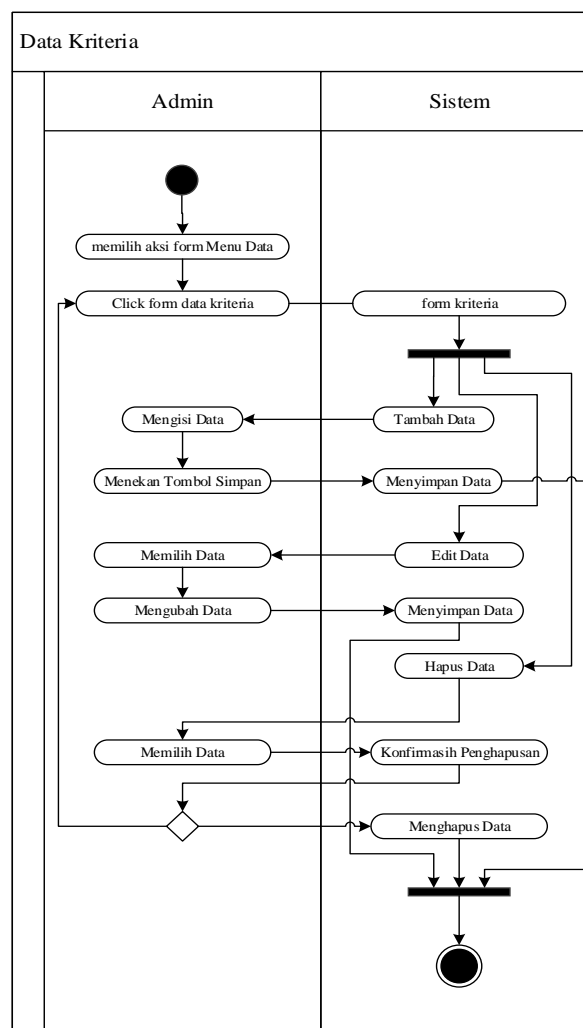 Data Kriteria
Admin
Sistem
memilih aksi form Menu Data
Click form data kriteria
form kriteria
Mengisi Data
Tambah Data
Menekan Tombol Simpan
Menyimpan Data
Memilih Data
Edit Data
Mengubah Data
Menyimpan Data
Hapus Data
Memilih Data
Konfirmasih Penghapusan
Menghapus Data